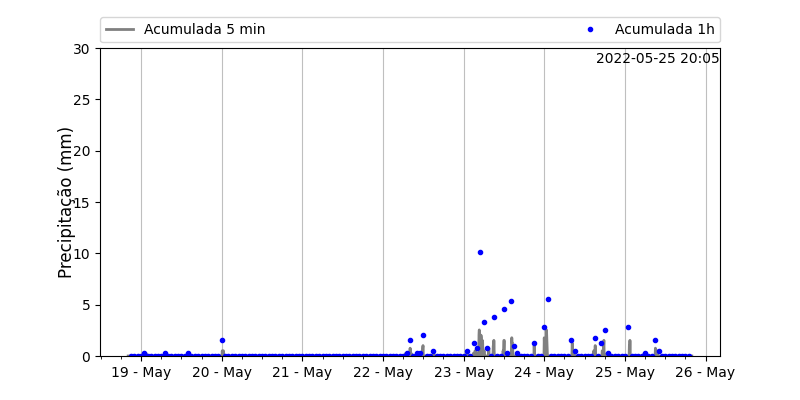 Acumulada 5 min
Acumulada 1h
2022-05-25 20:05
Precipitação (mm)
30
25
20
15
10
5
0
19 - May
20 - May
21 - May
22 - May
23 - May
24 - May
25 - May
26 - May